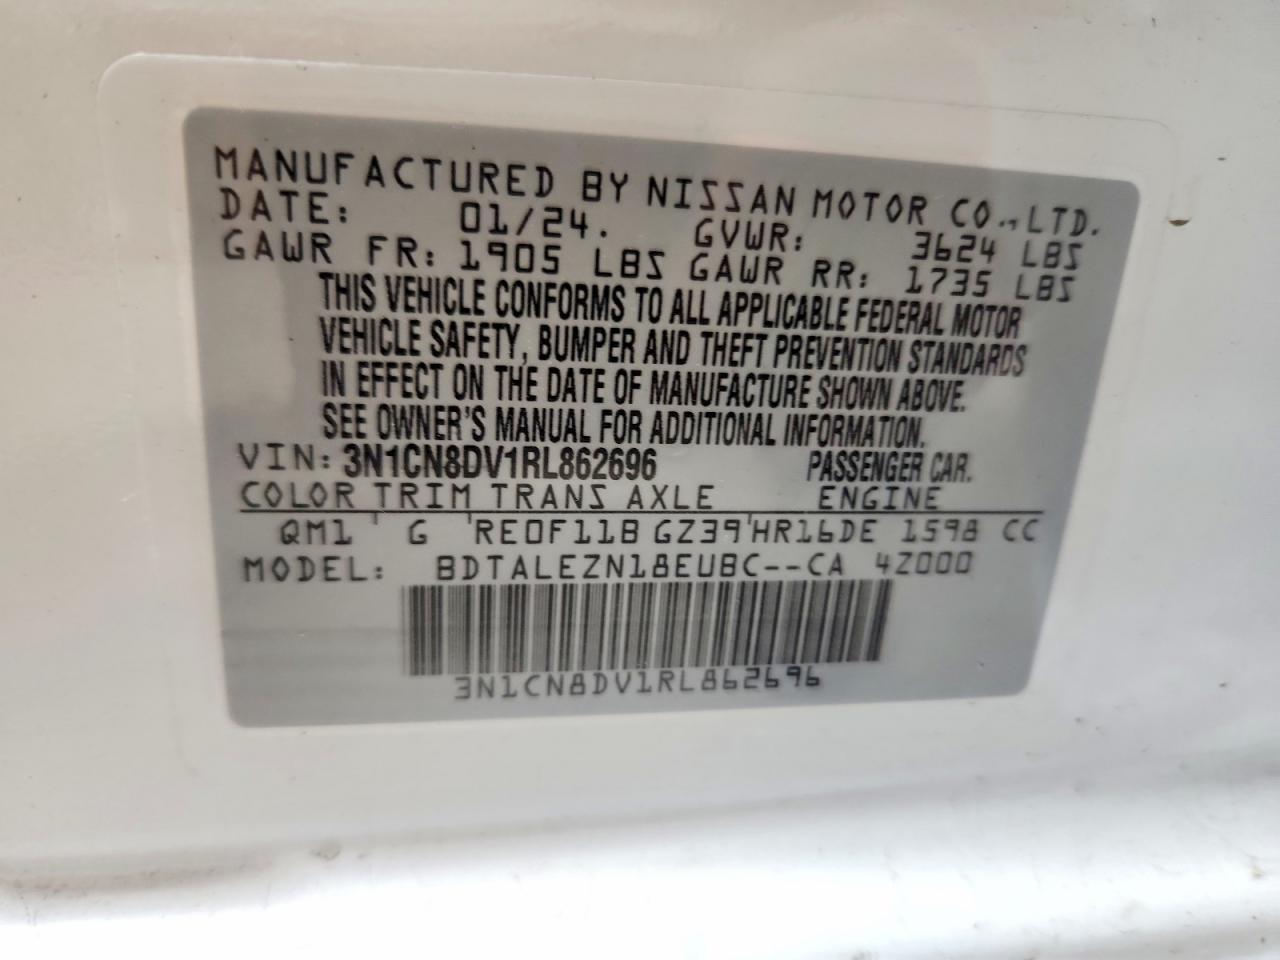 MANUFACTURED BY NISSAN MOTOR CO., LTD.
DATE: 01/24. GVWR: 3624 LBS
GAWR FR: 1905 LBS GAWR RR: 1735 LBS
THIS VEHICLE CONFORMS TO ALL APPLICABLE FEDERAL MOTOR
VEHICLE SAFETY, BUMPER AND THEFT PREVENTION STANDARDS
IN EFFECT ON THE DATE OF MANUFACTURE SHOWN ABOVE.
SEE OWNER'S MANUAL FOR ADDITIONAL INFORMATION.
VIN: 3N1CN8DV1RL862696 PASSENGER CAR.
COLOR TRIM TRANS AXLE ENGINE
QM1 ' G ' RE0F11B GZ39 ' HR16DE 1598 CC
MODEL: BDTALEZN18EUBC--CA 4Z000
3N1CN8DV1RL862696